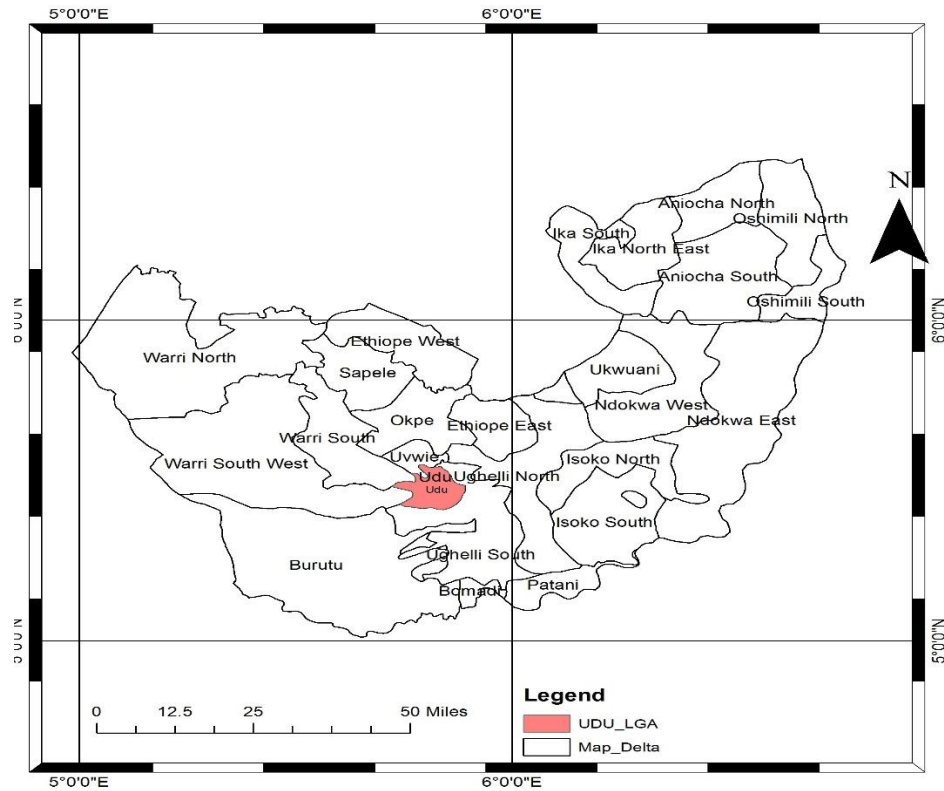 5°0'0"E 6°0'0"E
N
Aniocha North
Oshimili North
Ika South
Ika North East
Aniocha South
Oshimili South
6°0'0"N
Ethiope West
Warri North
Sapele
Ukwuani
Ndokwa West
Okpe
Ndokwa East
Ethiope East
Warri South
Uvwie
Isoko North
Warri South West
Udu
Ughelli North
Udu
Isoko South
Ughelli South
Burutu
Patani
Bomadi
5°0'0"N
Legend
0 12.5 25 50 Miles
UDU_LGA
Map_Delta
5°0'0"E 6°0'0"E